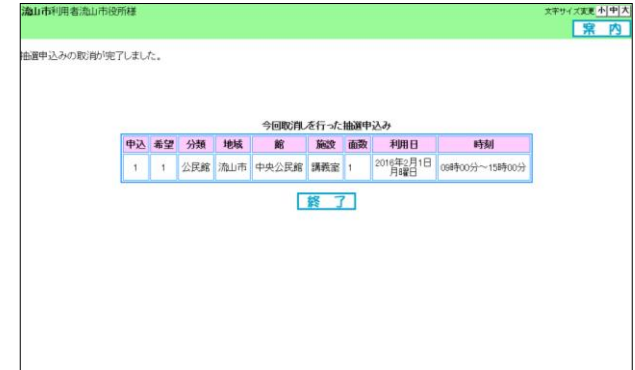 流山市利用者流山市役所様
文字サイズ変更 小 中 大
案 内
抽選申込みの取消が完了しました。
今回取消しを行った抽選申込み
申込 希望 分類 地域 館 施設 面数 利用日 時刻
1 1 公民館 流山市 中央公民館 講義室 1 2016年2月1日 09時00分~15時00分
月曜日
終 了